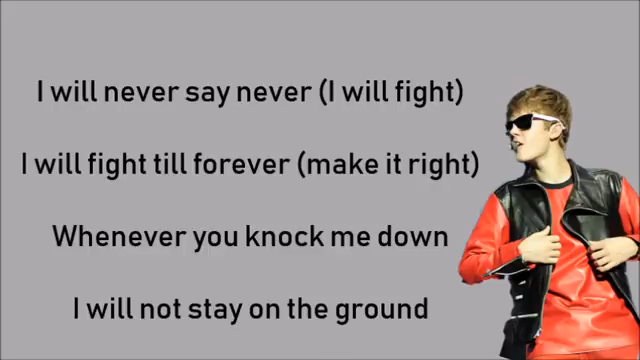 I will never say never (I will fight)
I will fight till forever (make it right)
Whenever you knock me down
I will not stay on the ground